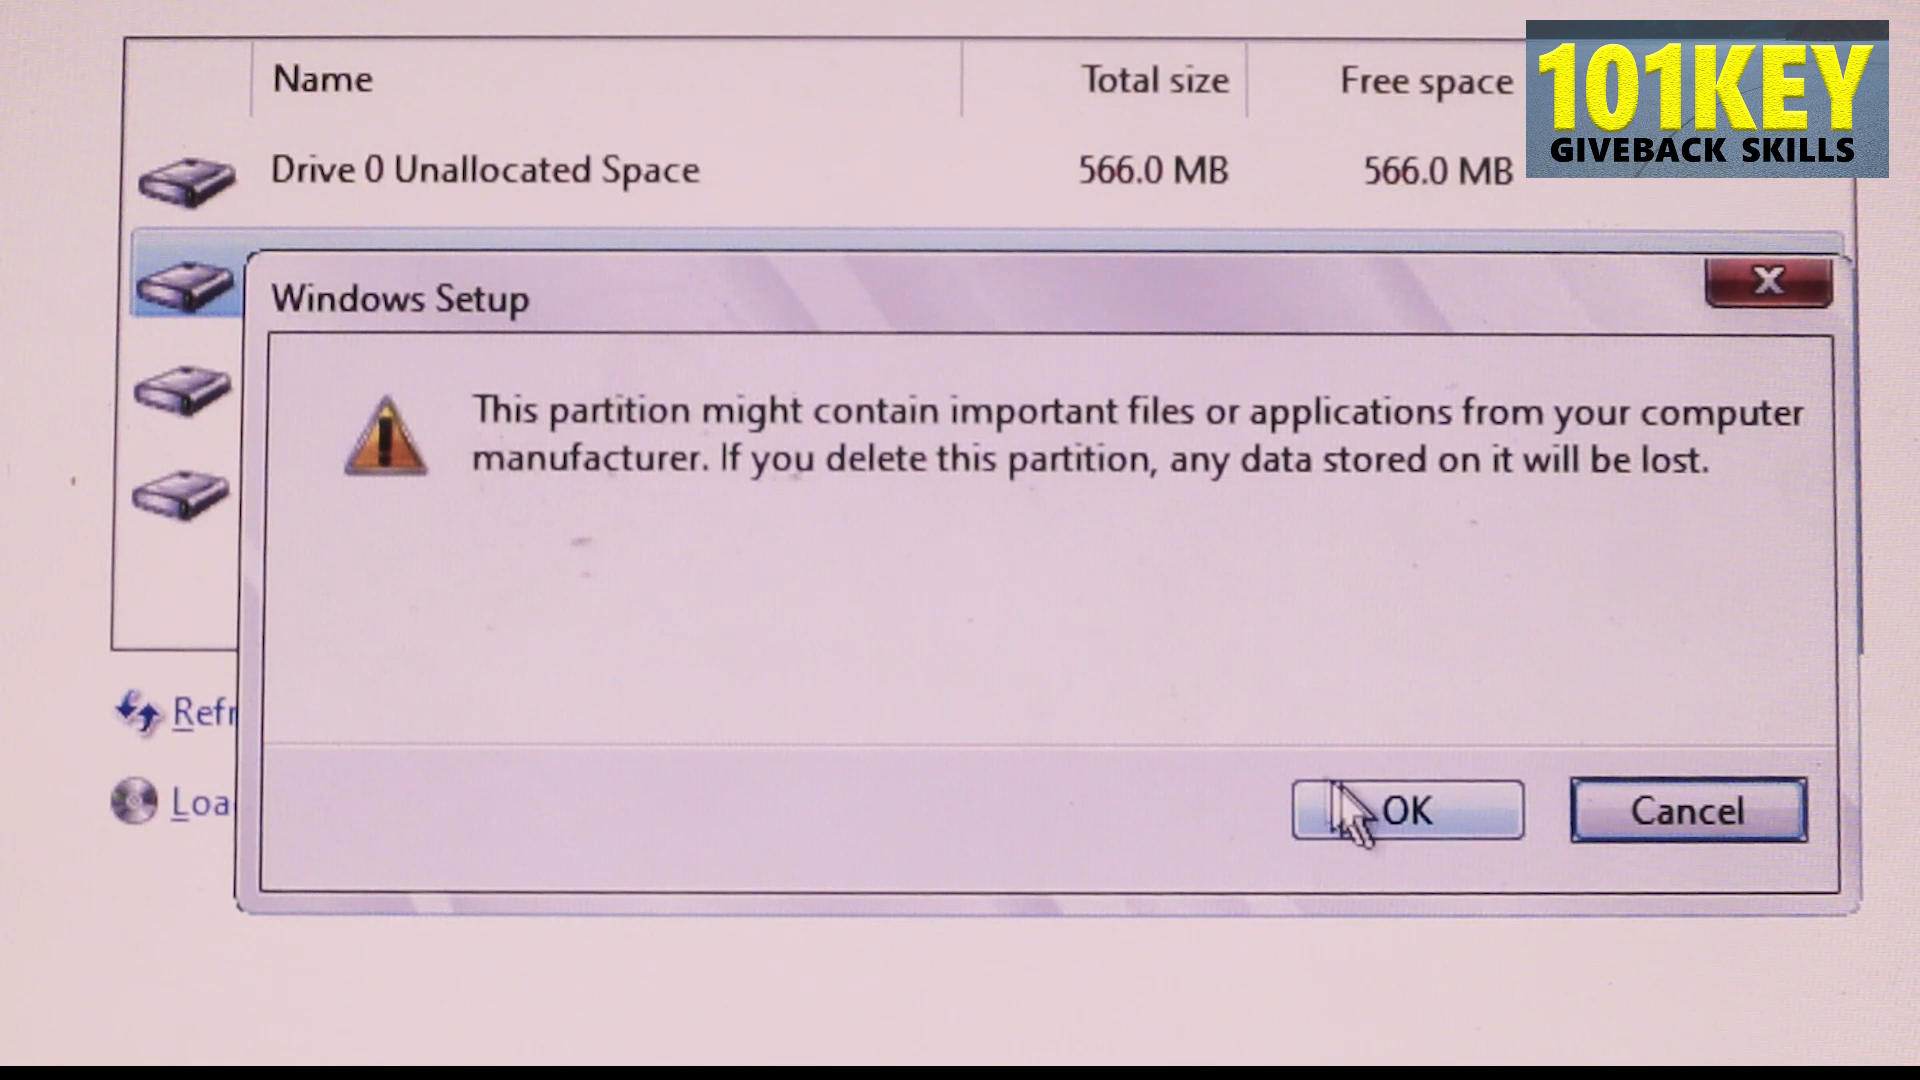 Name Total size Free space
101KEY
GIVEBACK SKILLS
Drive 0 Unallocated Space 566.0 MB 566.0 MB
Windows Setup
This partition might contain important files or applications from your computer
manufacturer. If you delete this partition, any data stored on it will be lost.
Refr
Loa
OK Cancel